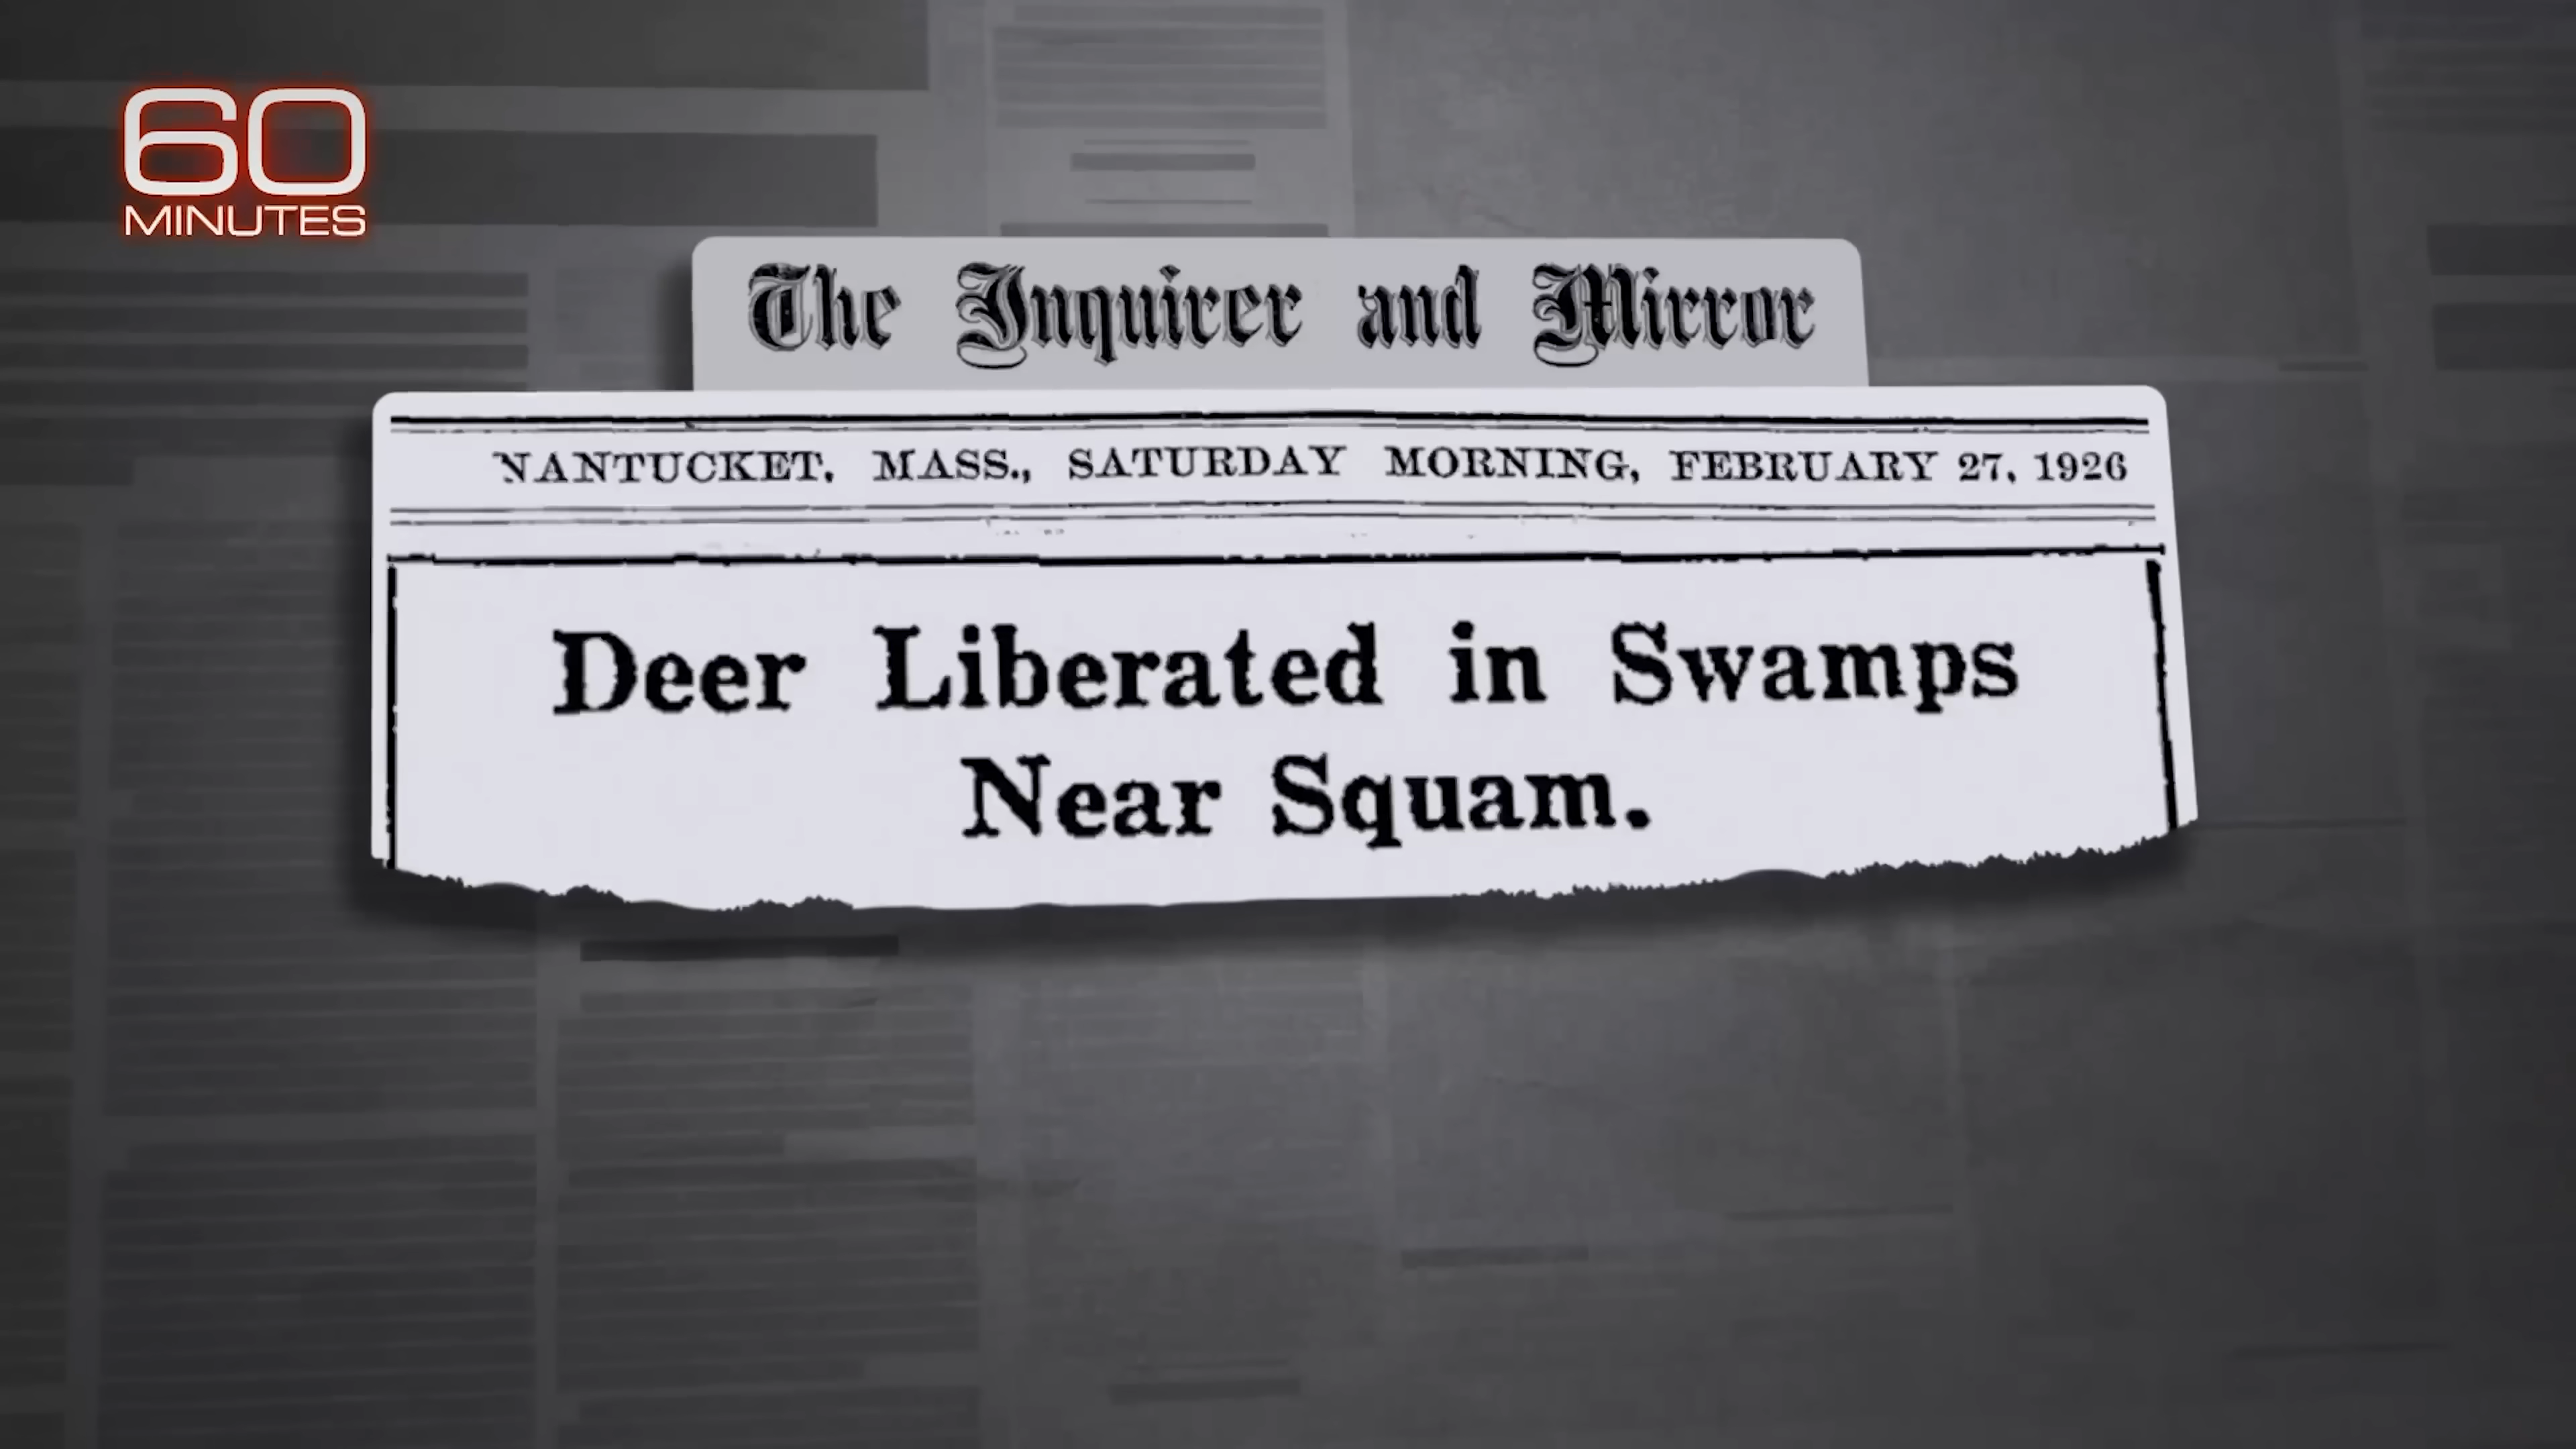 60
MINUTES
The Inquirer and Mirror
NANTUCKET, MASS., SATURDAY MORNING, FEBRUARY 27, 1926
Deer Liberated in Swamps
Near Squam.